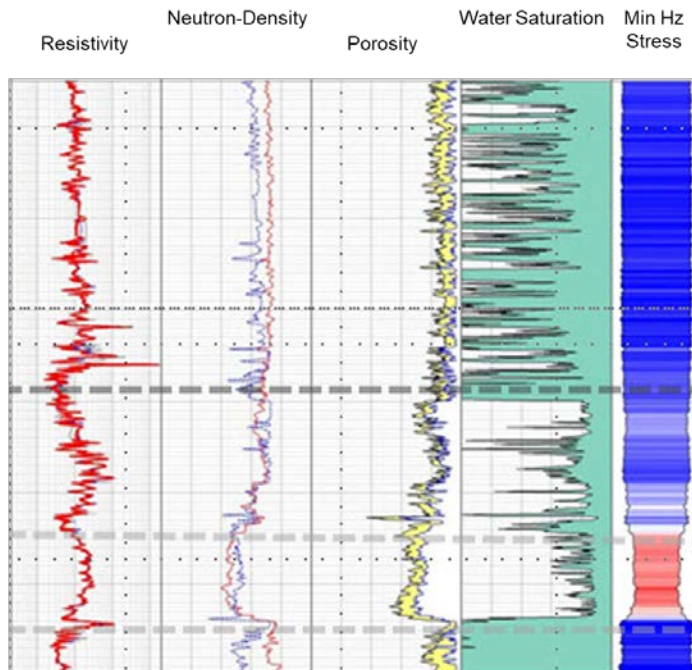 Resistivity
Neutron-Density
Porosity
Water Saturation
Min Hz
Stress